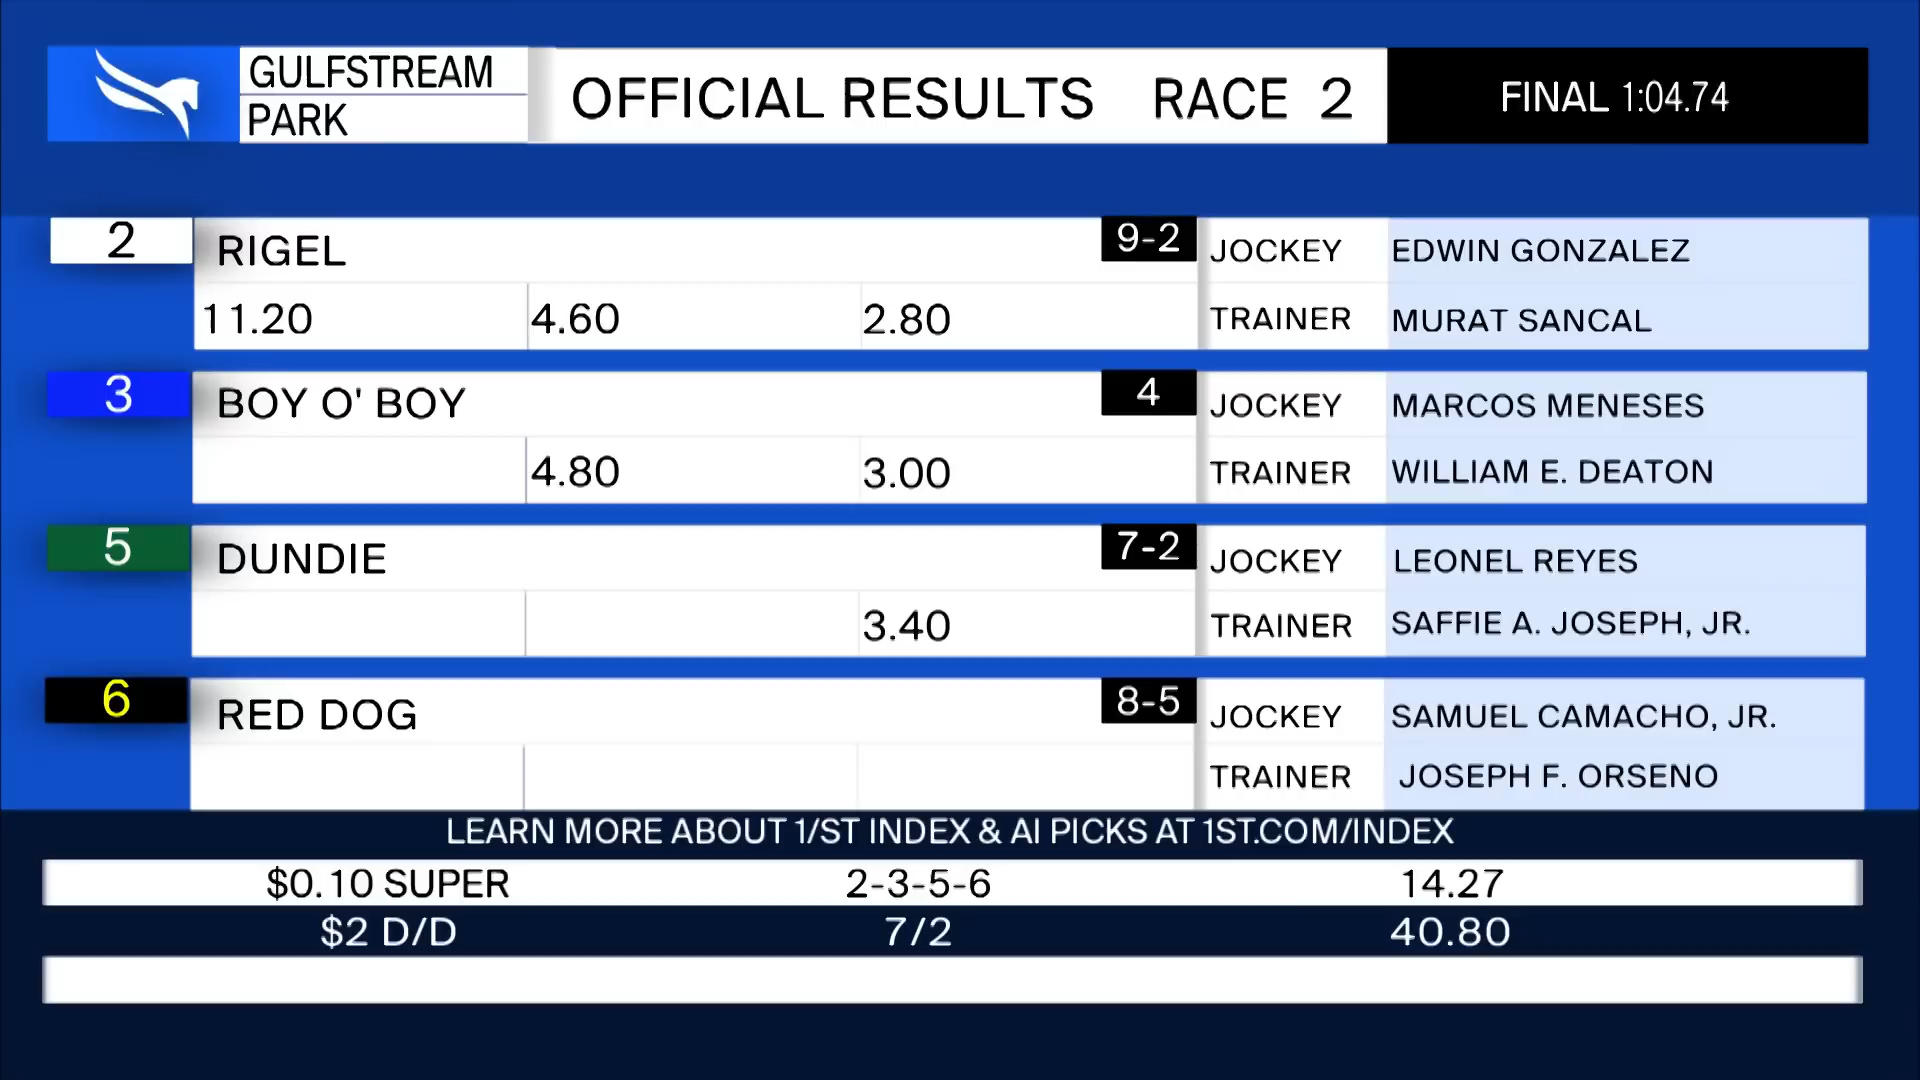 GULFSTREAM
PARK
OFFICIAL RESULTS RACE 2
FINAL 1:04.74
2 RIGEL 9-2 JOCKEY EDWIN GONZALEZ
11.20 4.60 2.80 TRAINER MURAT SANCAL
3 BOY O' BOY 4 JOCKEY MARCOS MENESES
4.80 3.00 TRAINER WILLIAM E. DEATON
5 DUNDIE 7-2 JOCKEY LEONEL REYES
3.40 TRAINER SAFFIE A. JOSEPH, JR.
6 RED DOG 8-5 JOCKEY SAMUEL CAMACHO, JR.
TRAINER JOSEPH F. ORSENO
LEARN MORE ABOUT 1/ST INDEX & AI PICKS AT 1ST.COM/INDEX
$0.10 SUPER 2-3-5-6 14.27
$2 D/D 7/2 40.80